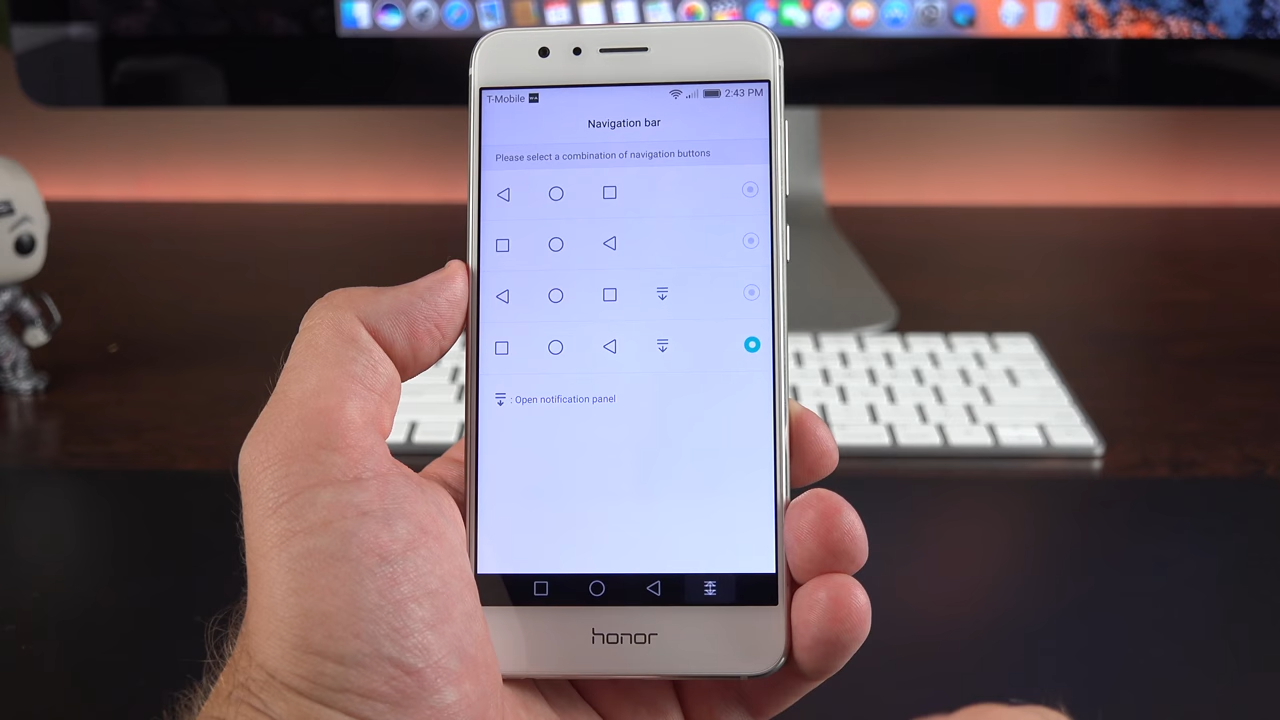 T-Mobile 2:43 PM
Navigation bar
Please select a combination of navigation buttons
: Open notification panel
honor